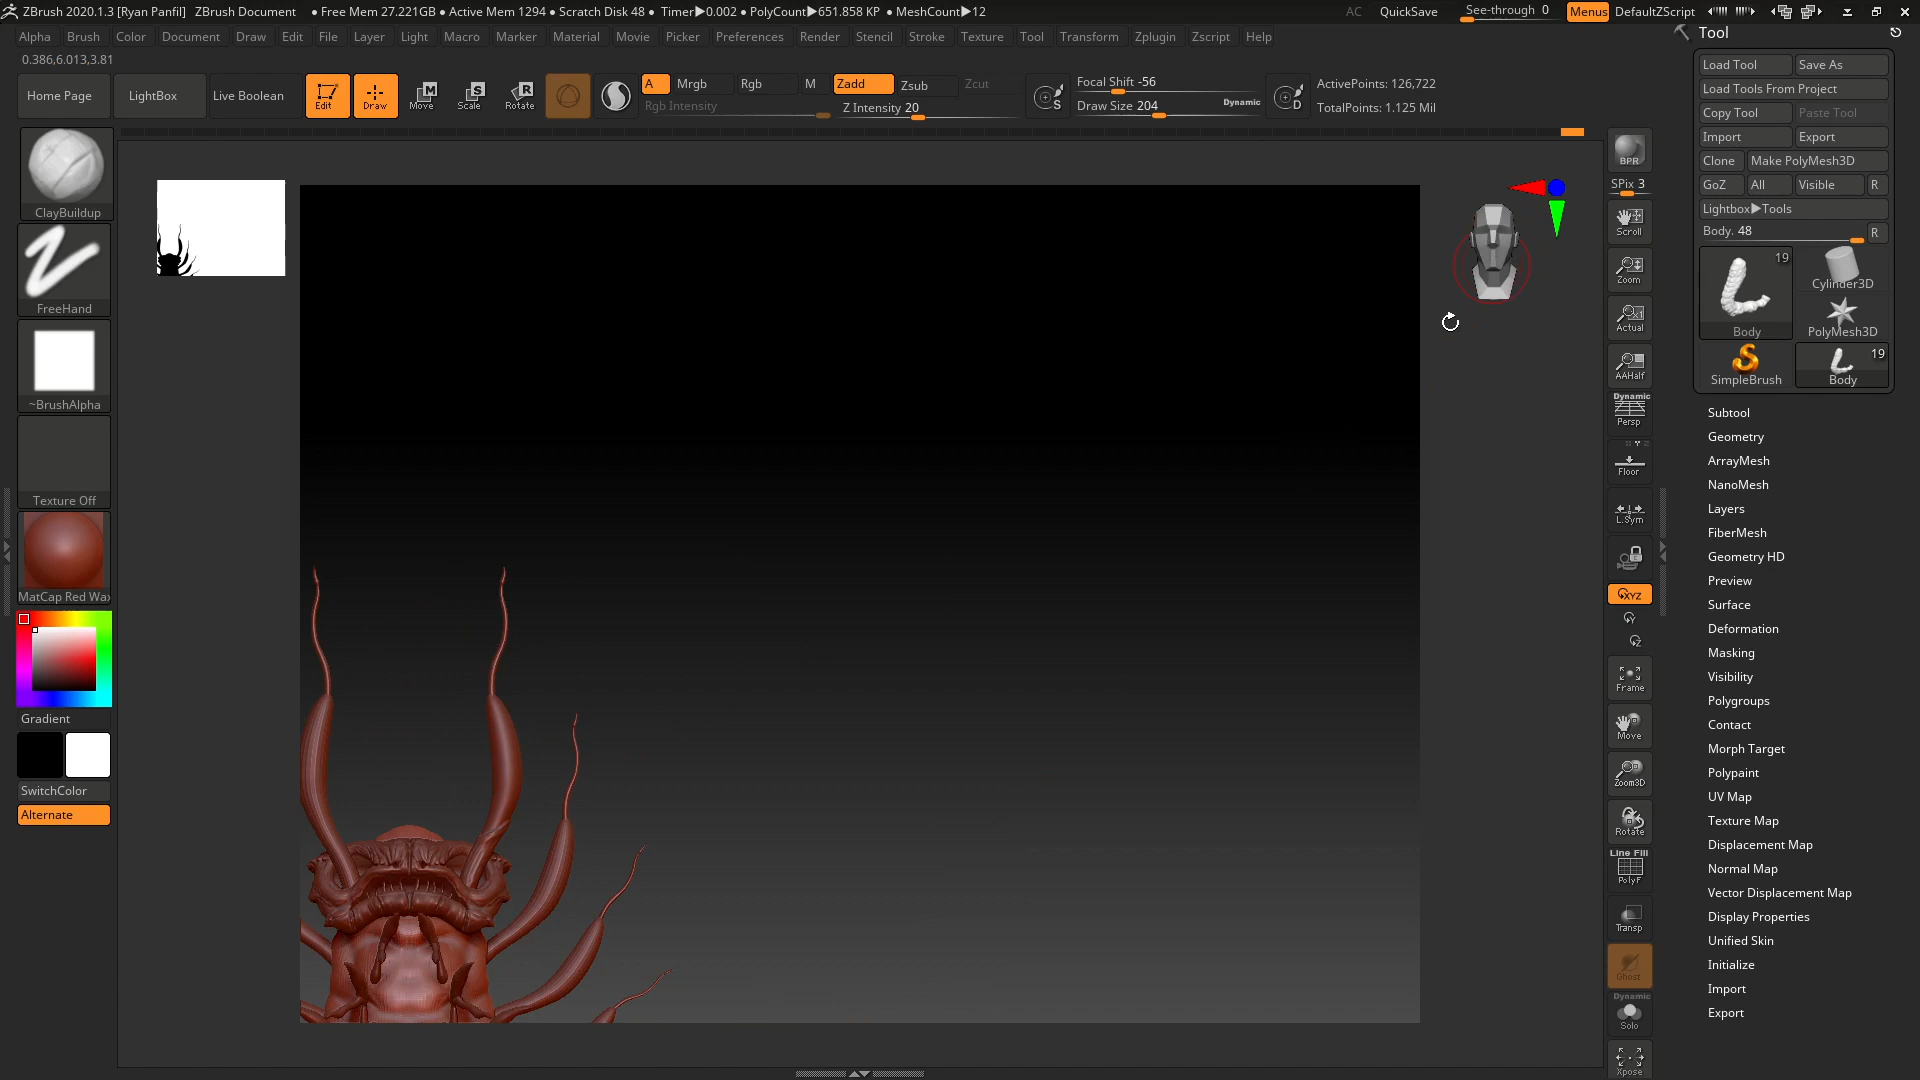 ZBrush 2020.1.3 [Ryan Panfil] ZBrush Document ● Free Mem 27.221GB ● Active Mem 1294 ● Scratch Disk 48 ● Timer▶0.002 ● PolyCount▶651.858 KP ● MeshCount▶12 AC QuickSave See-through 0 Menus DefaultZScript
Alpha Brush Color Document Draw Edit File Layer Light Macro Marker Material Movie Picker Preferences Render Stencil Stroke Texture Tool Transform Zplugin Zscript Help
0.386,6.013,3.81
Home Page LightBox Live Boolean Edit Draw Move Scale Rotate A Mrgb Rgb M Zadd Zsub Zcut
Rgb Intensity Z Intensity 20
S Focal Shift -56
Draw Size 204 Dynamic
D ActivePoints: 126,722
TotalPoints: 1.125 Mil
ClayBuildup
FreeHand
~BrushAlpha
Texture Off
MatCap Red Wax
Gradient
SwitchColor
Alternate
BPR
SPix 3
Scroll
Zoom
Actual
AAHalf
Dynamic
Persp
Floor
L.Sym
XYZ
Y
Z
Frame
Move
Zoom3D
Rotate
Line Fill
PolyF
Transp
Ghost
Dynamic
Solo
Xpose
Tool
Load Tool Save As
Load Tools From Project
Copy Tool Paste Tool
Import Export
Clone Make PolyMesh3D
GoZ All Visible R
Lightbox▶Tools
Body. 48 R
19
Body
Cylinder3D
PolyMesh3D
SimpleBrush
19
Body
Subtool
Geometry
ArrayMesh
NanoMesh
Layers
FiberMesh
Geometry HD
Preview
Surface
Deformation
Masking
Visibility
Polygroups
Contact
Morph Target
Polypaint
UV Map
Texture Map
Displacement Map
Normal Map
Vector Displacement Map
Display Properties
Unified Skin
Initialize
Import
Export